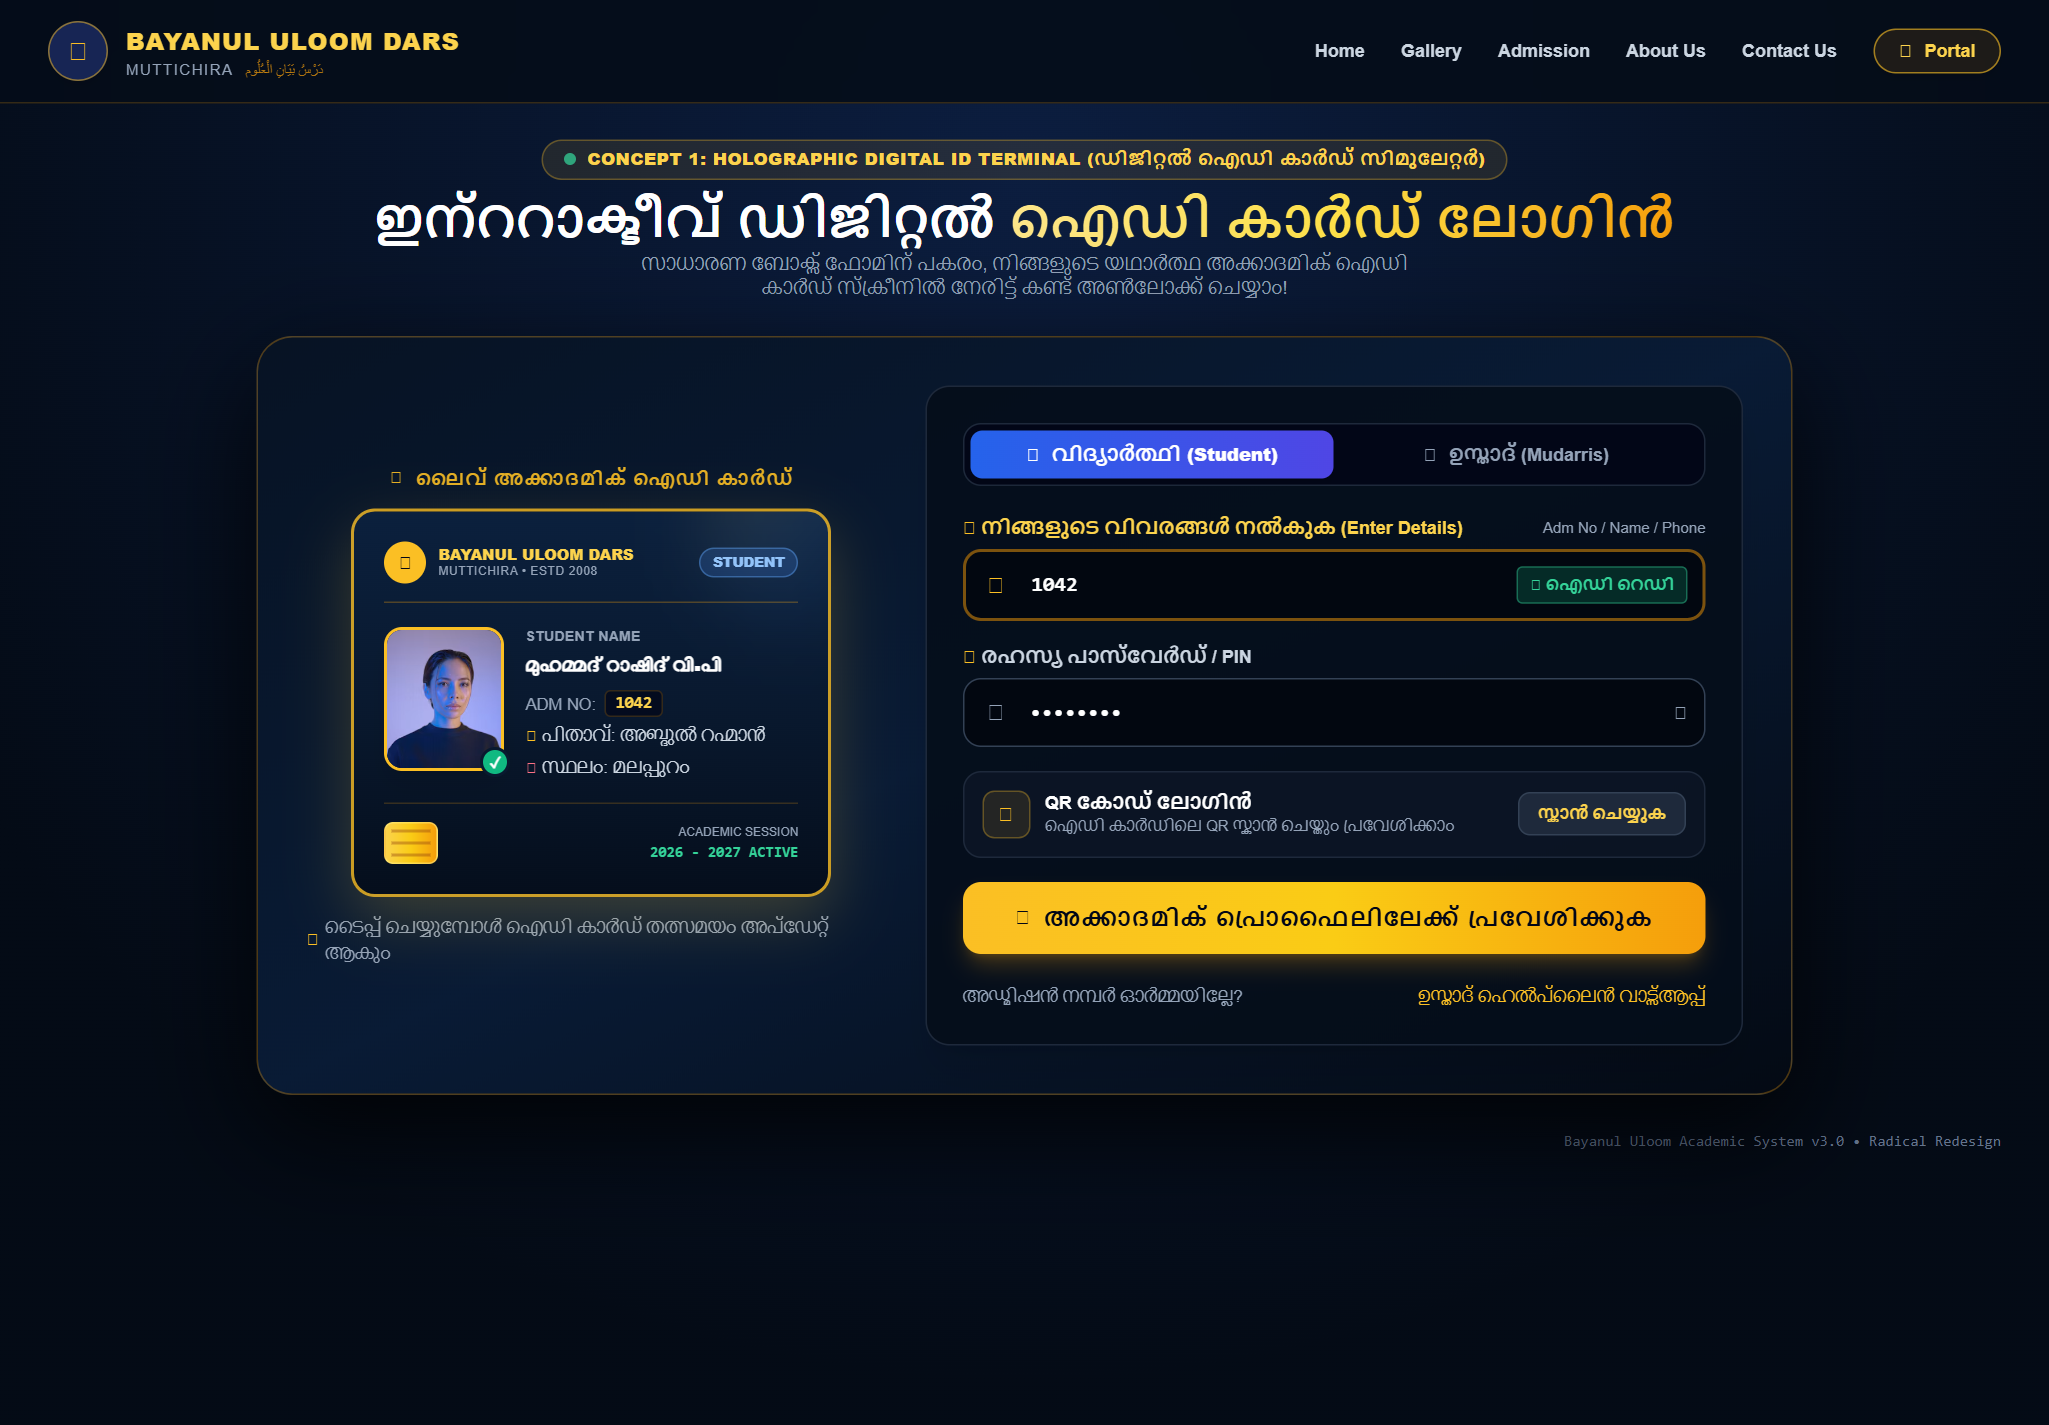 BAYANUL ULOOM DARS
MUTTICHIRA دَرْسُ بَيَانِ الْعُلُومِ
Home Gallery Admission About Us Contact Us Portal
CONCEPT 1: HOLOGRAPHIC DIGITAL ID TERMINAL (ഡിജിറ്റൽ ഐഡി കാർഡ് സിമുലേറ്റർ)
ഇന്ററാക്ടീവ് ഡിജിറ്റൽ ഐഡി കാർഡ് ലോഗിൻ
സാധാരണ ബോക്സ് ഫോമിന് പകരം, നിങ്ങളുടെ യഥാർത്ഥ അക്കാദമിക് ഐഡി
കാർഡ് സ്ക്രീനിൽ നേരിട്ട് കണ്ട് അൺലോക്ക് ചെയ്യാം!
ലൈവ് അക്കാദമിക് ഐഡി കാർഡ്
BAYANUL ULOOM DARS
MUTTICHIRA • ESTD 2008
STUDENT
STUDENT NAME
മുഹമ്മദ് റാഷിദ് വി.പി
ADM NO: 1042
പിതാവ്: അബ്ദുൽ റഹ്മാൻ
സ്ഥലം: മലപ്പുറം
ACADEMIC SESSION
2026 - 2027 ACTIVE
ടൈപ്പ് ചെയ്യുമ്പോൾ ഐഡി കാർഡ് തത്സമയം അപ്ഡേറ്റ്
ആകും
വിദ്യാർത്ഥി (Student) ഉസ്താദ് (Mudarris)
നിങ്ങളുടെ വിവരങ്ങൾ നൽകുക (Enter Details) Adm No / Name / Phone
1042 ഐഡി റെഡി
രഹസ്യ പാസ്‌വേർഡ് / PIN
••••••••
QR കോഡ് ലോഗിൻ
ഐഡി കാർഡിലെ QR സ്കാൻ ചെയ്തും പ്രവേശിക്കാം
സ്കാൻ ചെയ്യുക
അക്കാദമിക് പ്രൊഫൈലിലേക്ക് പ്രവേശിക്കുക
അഡ്മിഷൻ നമ്പർ ഓർമ്മയില്ലേ? ഉസ്താദ് ഹെൽപ്‌ലൈൻ വാട്സ്ആപ്പ്
Bayanul Uloom Academic System v3.0 • Radical Redesign